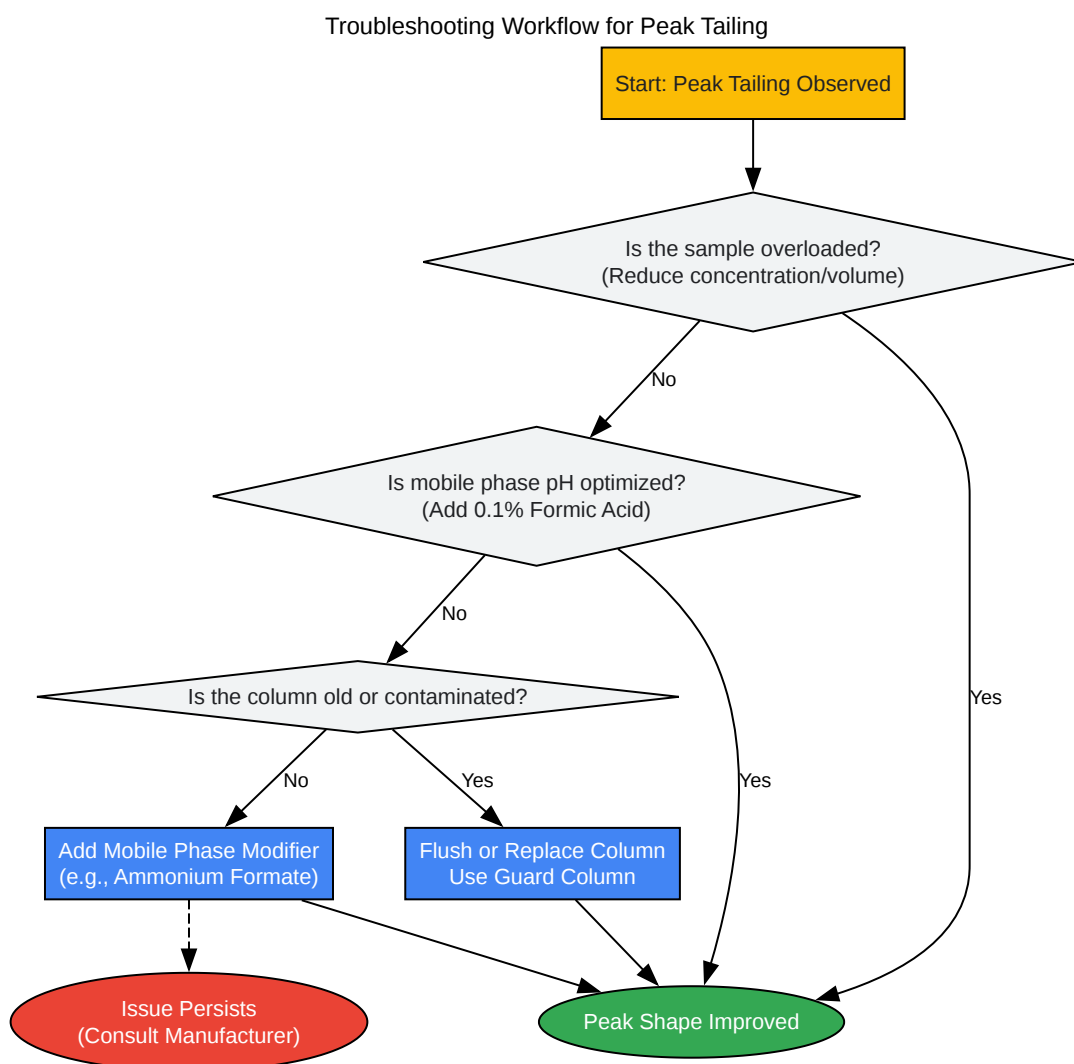 Troubleshooting Workflow for Peak Tailing
Start: Peak Tailing Observed
Is the sample overloaded?
(Reduce concentration/volume)
No
Is mobile phase pH optimized?
(Add 0.1% Formic Acid)
No
Is the column old or contaminated?
Yes
No
Yes
Yes
Add Mobile Phase Modifier
(e.g., Ammonium Formate)
Flush or Replace Column
Use Guard Column
Issue Persists
(Consult Manufacturer)
Peak Shape Improved